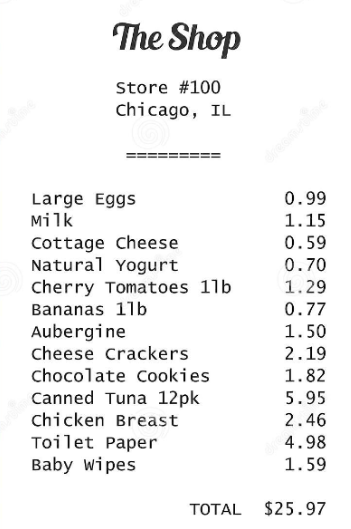 The Shop
Store #100
Chicago, IL
=========
Large Eggs 0.99
Milk 1.15
Cottage Cheese 0.59
Natural Yogurt 0.70
Cherry Tomatoes 1lb 1.29
Bananas 1lb 0.77
Aubergine 1.50
Cheese Crackers 2.19
Chocolate Cookies 1.82
Canned Tuna 12pk 5.95
Chicken Breast 2.46
Toilet Paper 4.98
Baby Wipes 1.59
TOTAL $25.97